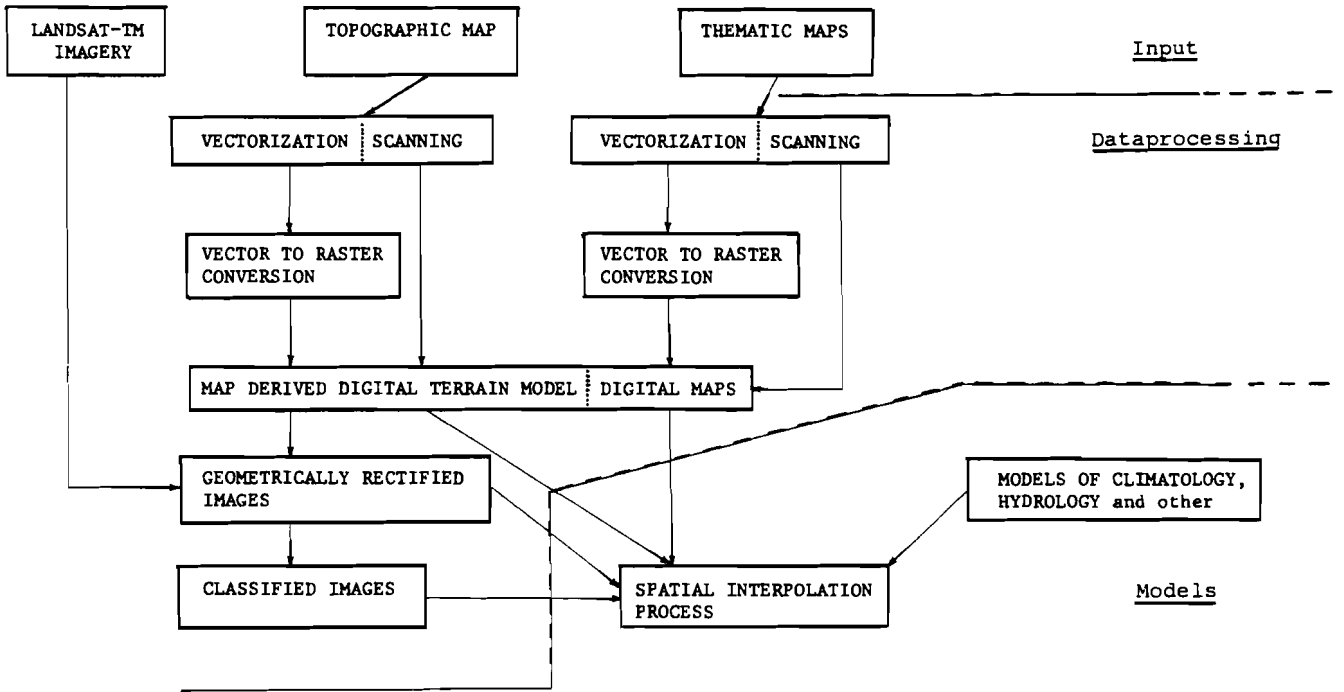 LANDSAT-TM
IMAGERY
TOPOGRAPHIC MAP
THEMATIC MAPS
Input
VECTORIZATION SCANNING
VECTORIZATION SCANNING
Dataprocessing
VECTOR TO RASTER
CONVERSION
VECTOR TO RASTER
CONVERSION
MAP DERIVED DIGITAL TERRAIN MODEL DIGITAL MAPS
GEOMETRICALLY RECTIFIED
IMAGES
MODELS OF CLIMATOLOGY,
HYDROLOGY and other
CLASSIFIED IMAGES
SPATIAL INTERPOLATION
PROCESS
Models